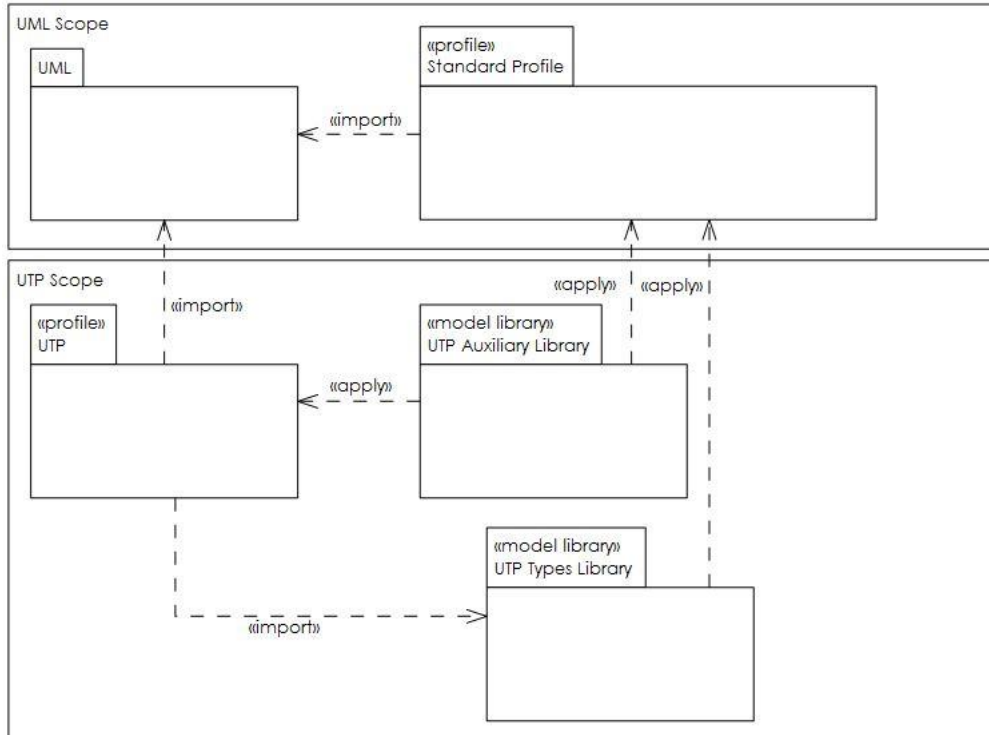 UML Scope
UML
«profile»
Standard Profile
«import»
UTP Scope
«import»
«apply»
«apply»
«profile»
UTP
«model library»
UTP Auxiliary Library
«apply»
«model library»
UTP Types Library
«import»